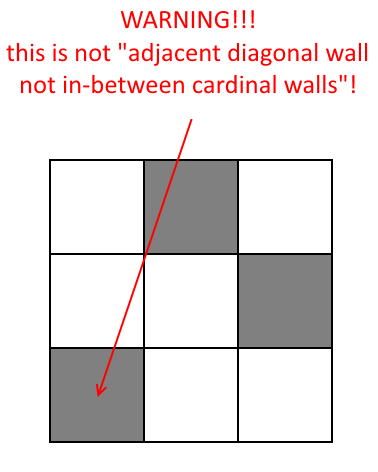 WARNING!!!
this is not "adjacent diagonal wall
not in-between cardinal walls"!